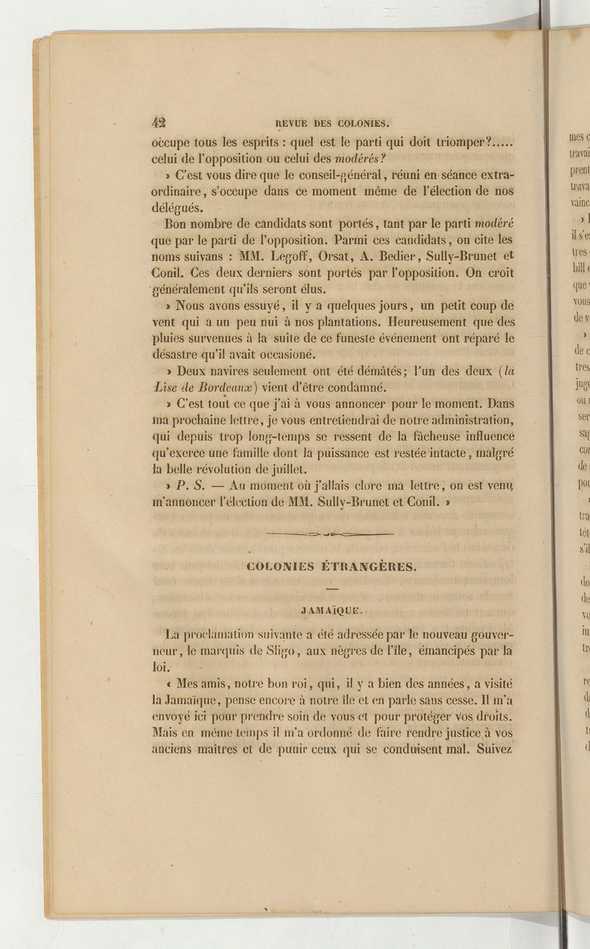 42 REVUE DES COLONIES.
occupe tous les esprits : quel est le parti qui doit triomper?.....
celui de l'opposition ou celui des modérés?
» C'est vous dire que le conseil-général, réuni en séance extra-
ordinaire, s'occupe dans ce moment même de l'élection de nos
délégués.
Bon nombre de candidats sont portés, tant par le parti modéré
que par le parti de l'opposition. Parmi ces candidats, on cite les
noms suivans : MM. Legoff, Orsat, A. Bedier, Sully-Brunet et
Conil. Ces deux derniers sont portés par l'opposition. On croit
généralement qu'ils seront élus.
» Nous avons essuyé, il y a quelques jours, un petit coup de
vent qui a un peu nui à nos plantations. Heureusement que des
pluies survenues à la suite de ce funeste événement ont réparé le
désastre qu'il avait occasioné.
» Deux navires seulement ont été démâtés; l'un des deux (la
Lise de Bordeaux) vient d'être condamné.
» C'est tout ce que j'ai à vous annoncer pour le moment. Dans
ma prochaine lettre, je vous entretiendrai de notre administration,
qui depuis trop long-temps se ressent de la fâcheuse influence
qu'exerce une famille dont la puissance est restée intacte, malgré
la belle révolution de juillet.
» P. S. — Au moment où j'allais clore ma lettre, on est venu
m'annoncer l'élection de MM. Sully-Brunet et Conil. »
COLONIES ÉTRANGÈRES.
JAMAÏQUE.
La proclamation suivante a été adressée par le nouveau gouver-
neur, le marquis de Sligo, aux nègres de l'île, émancipés par la
loi.
« Mes amis, notre bon roi, qui, il y a bien des années, a visité
la Jamaïque, pense encore à notre île et en parle sans cesse. Il m'a
envoyé ici pour prendre soin de vous et pour protéger vos droits.
Mais en même temps il m'a ordonné de faire rendre justice à vos
anciens maîtres et de punir ceux qui se conduisent mal. Suivez